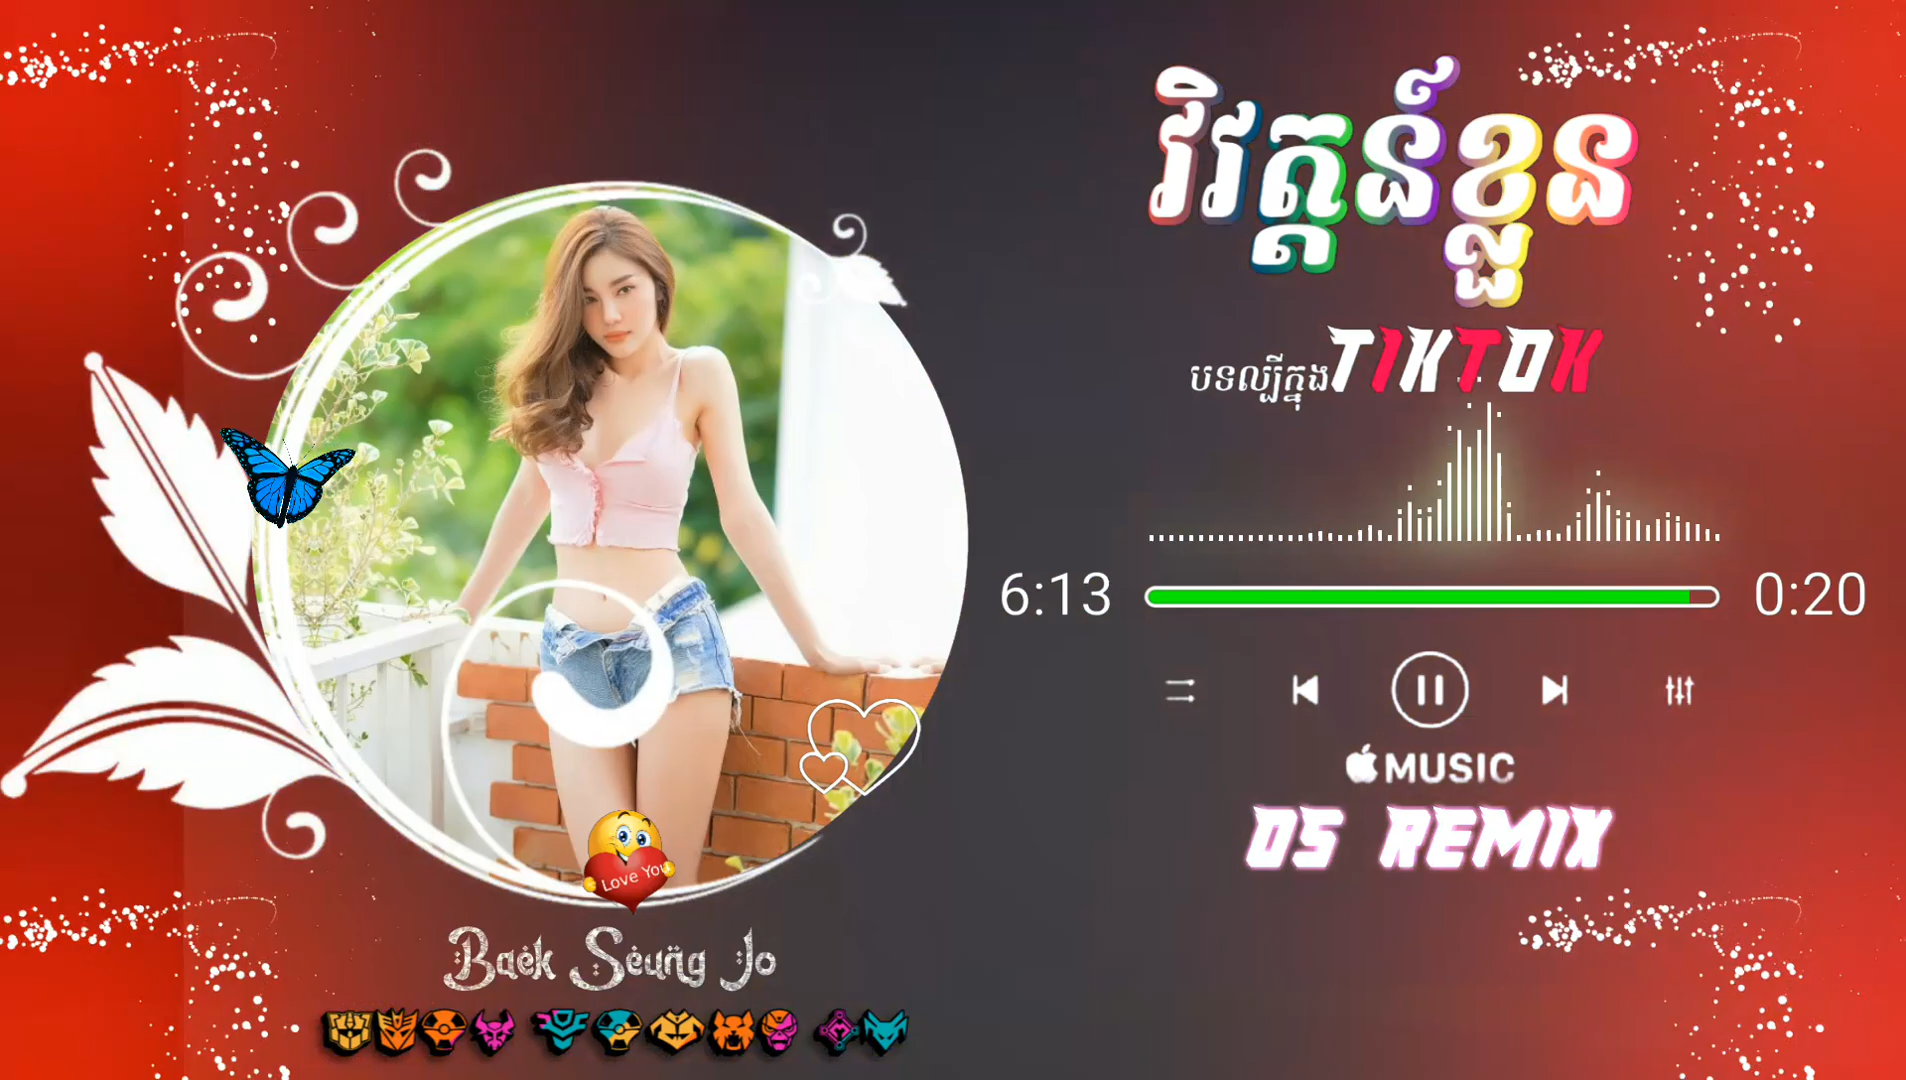 វិវត្តន៍ខ្លួន
បទល្បីក្នុងTIKTOK
6:13
0:20
MUSIC
DS REMIX
Love You
Baek Seung Jo